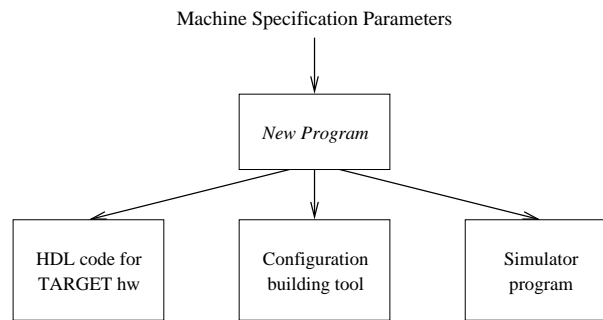 Machine Specification Parameters
New Program
HDL code for
TARGET hw
Configuration
building tool
Simulator
program